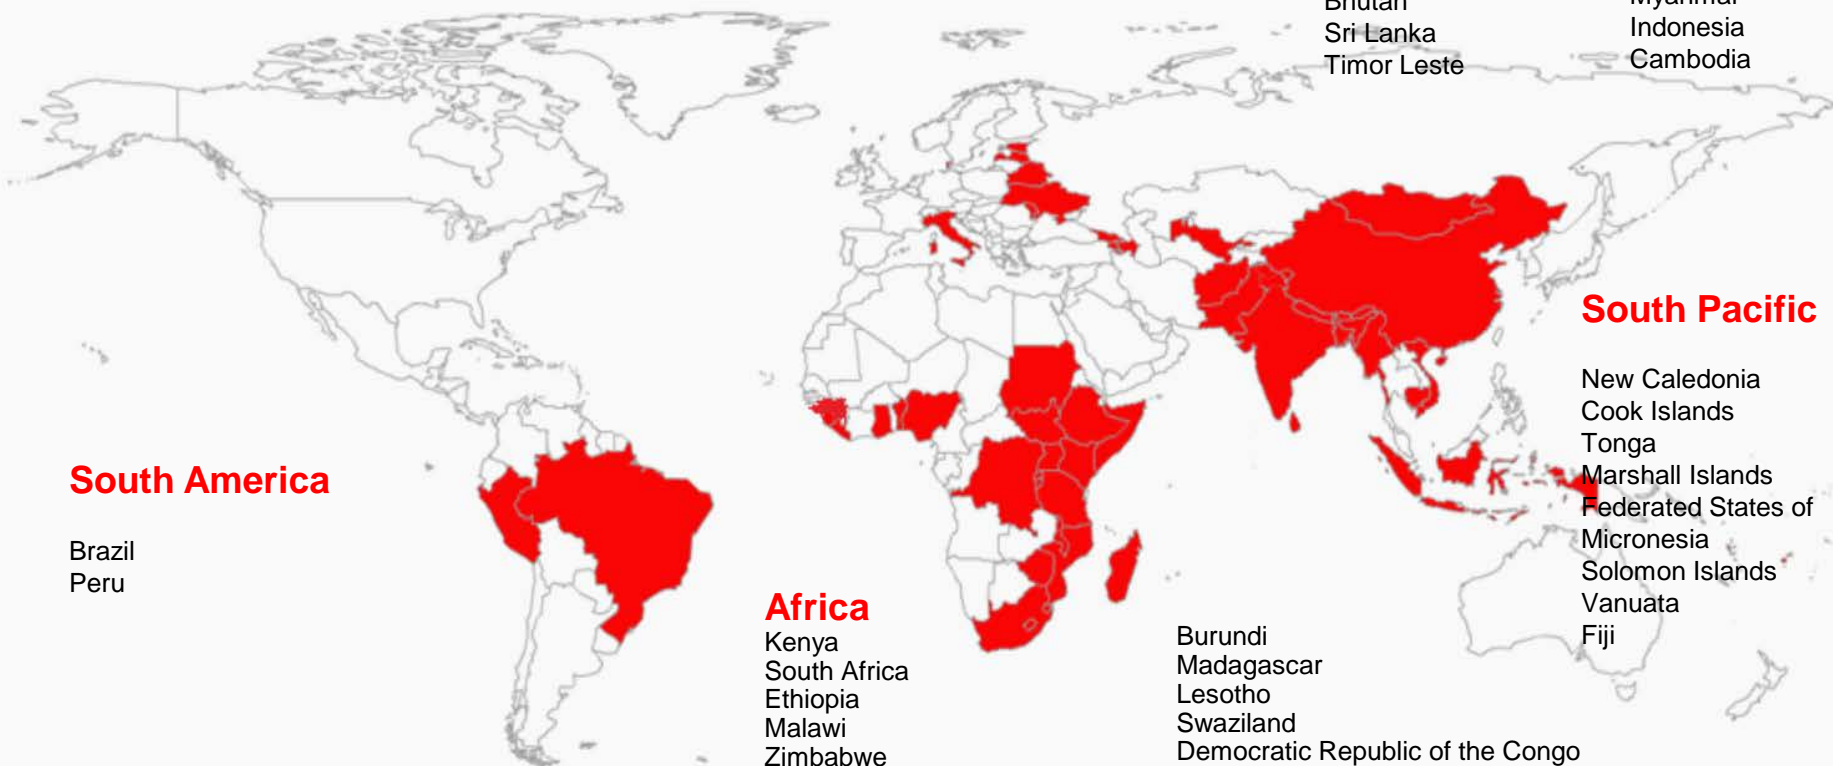 Bhutan
Sri Lanka
Timor Leste
Myanmar
Indonesia
Cambodia
South Pacific
New Caledonia
Cook Islands
Tonga
Marshall Islands
Federated States of
Micronesia
Solomon Islands
Vanuata
Fiji
South America
Brazil
Peru
Africa
Kenya
South Africa
Ethiopia
Malawi
Zimbabwe
Burundi
Madagascar
Lesotho
Swaziland
Democratic Republic of the Congo